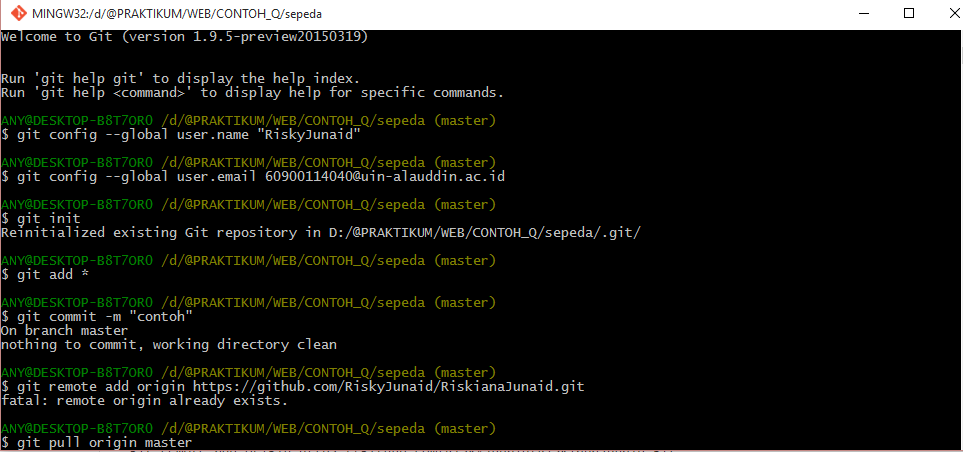 MINGW32:/d/@PRAKTIKUM/WEB/CONTOH_Q/sepeda
Welcome to Git (version 1.9.5-preview20150319)
Run 'git help git' to display the help index.
Run 'git help <command>' to display help for specific commands.
ANY@DESKTOP-B8T7ORO /d/@PRAKTIKUM/WEB/CONTOH_Q/sepeda (master)
$ git config --global user.name "RiskyJunaid"
ANY@DESKTOP-B8T7ORO /d/@PRAKTIKUM/WEB/CONTOH_Q/sepeda (master)
$ git config --global user.email 60900114040@uin-alauddin.ac.id
ANY@DESKTOP-B8T7ORO /d/@PRAKTIKUM/WEB/CONTOH_Q/sepeda (master)
$ git init
Reinitialized existing Git repository in D:/@PRAKTIKUM/WEB/CONTOH_Q/sepeda/.git/
ANY@DESKTOP-B8T7ORO /d/@PRAKTIKUM/WEB/CONTOH_Q/sepeda (master)
$ git add *
ANY@DESKTOP-B8T7ORO /d/@PRAKTIKUM/WEB/CONTOH_Q/sepeda (master)
$ git commit -m "contoh"
On branch master
nothing to commit, working directory clean
ANY@DESKTOP-B8T7ORO /d/@PRAKTIKUM/WEB/CONTOH_Q/sepeda (master)
$ git remote add origin https://github.com/RiskyJunaid/RiskianaJunaid.git
fatal: remote origin already exists.
ANY@DESKTOP-B8T7ORO /d/@PRAKTIKUM/WEB/CONTOH_Q/sepeda (master)
$ git pull origin master